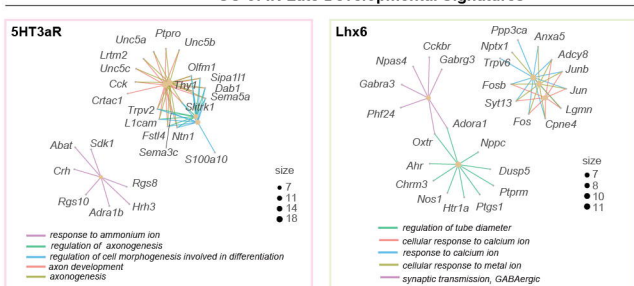 5HT3aR
Ptpro
Unc5a
Unc5b
Lrtm2
Unc5c
Olfm1
Cck
Thy1
Sipa1l1
Dab1
Crtac1
Sema5a
Slitrk1
Trpv2
L1cam
Fstl4
Ntn1
Sema3c
S100a10
Abat
Sdk1
Crh
Rgs8
Rgs10
Adra1b
Hrh3
size
7
11
14
18
response to ammonium ion
regulation of axonogenesis
regulation of cell morphogenesis involved in differentiation
axon development
axonogenesis
Lhx6
Ppp3ca
Anxa5
Cckbr
Nptx1
Npas4
Gabrg3
Trpv6
Adcy8
Junb
Gabra3
Fosb
Jun
Phf24
Syt13
Lgmn
Fos
Cpne4
Adora1
Oxtr
Nppc
Ahr
Dusp5
Chrm3
Ptprm
Nos1
Htr1a
Ptgs1
size
7
8
10
11
regulation of tube diameter
cellular response to calcium ion
response to calcium ion
cellular response to metal ion
synaptic transmission, GABAergic